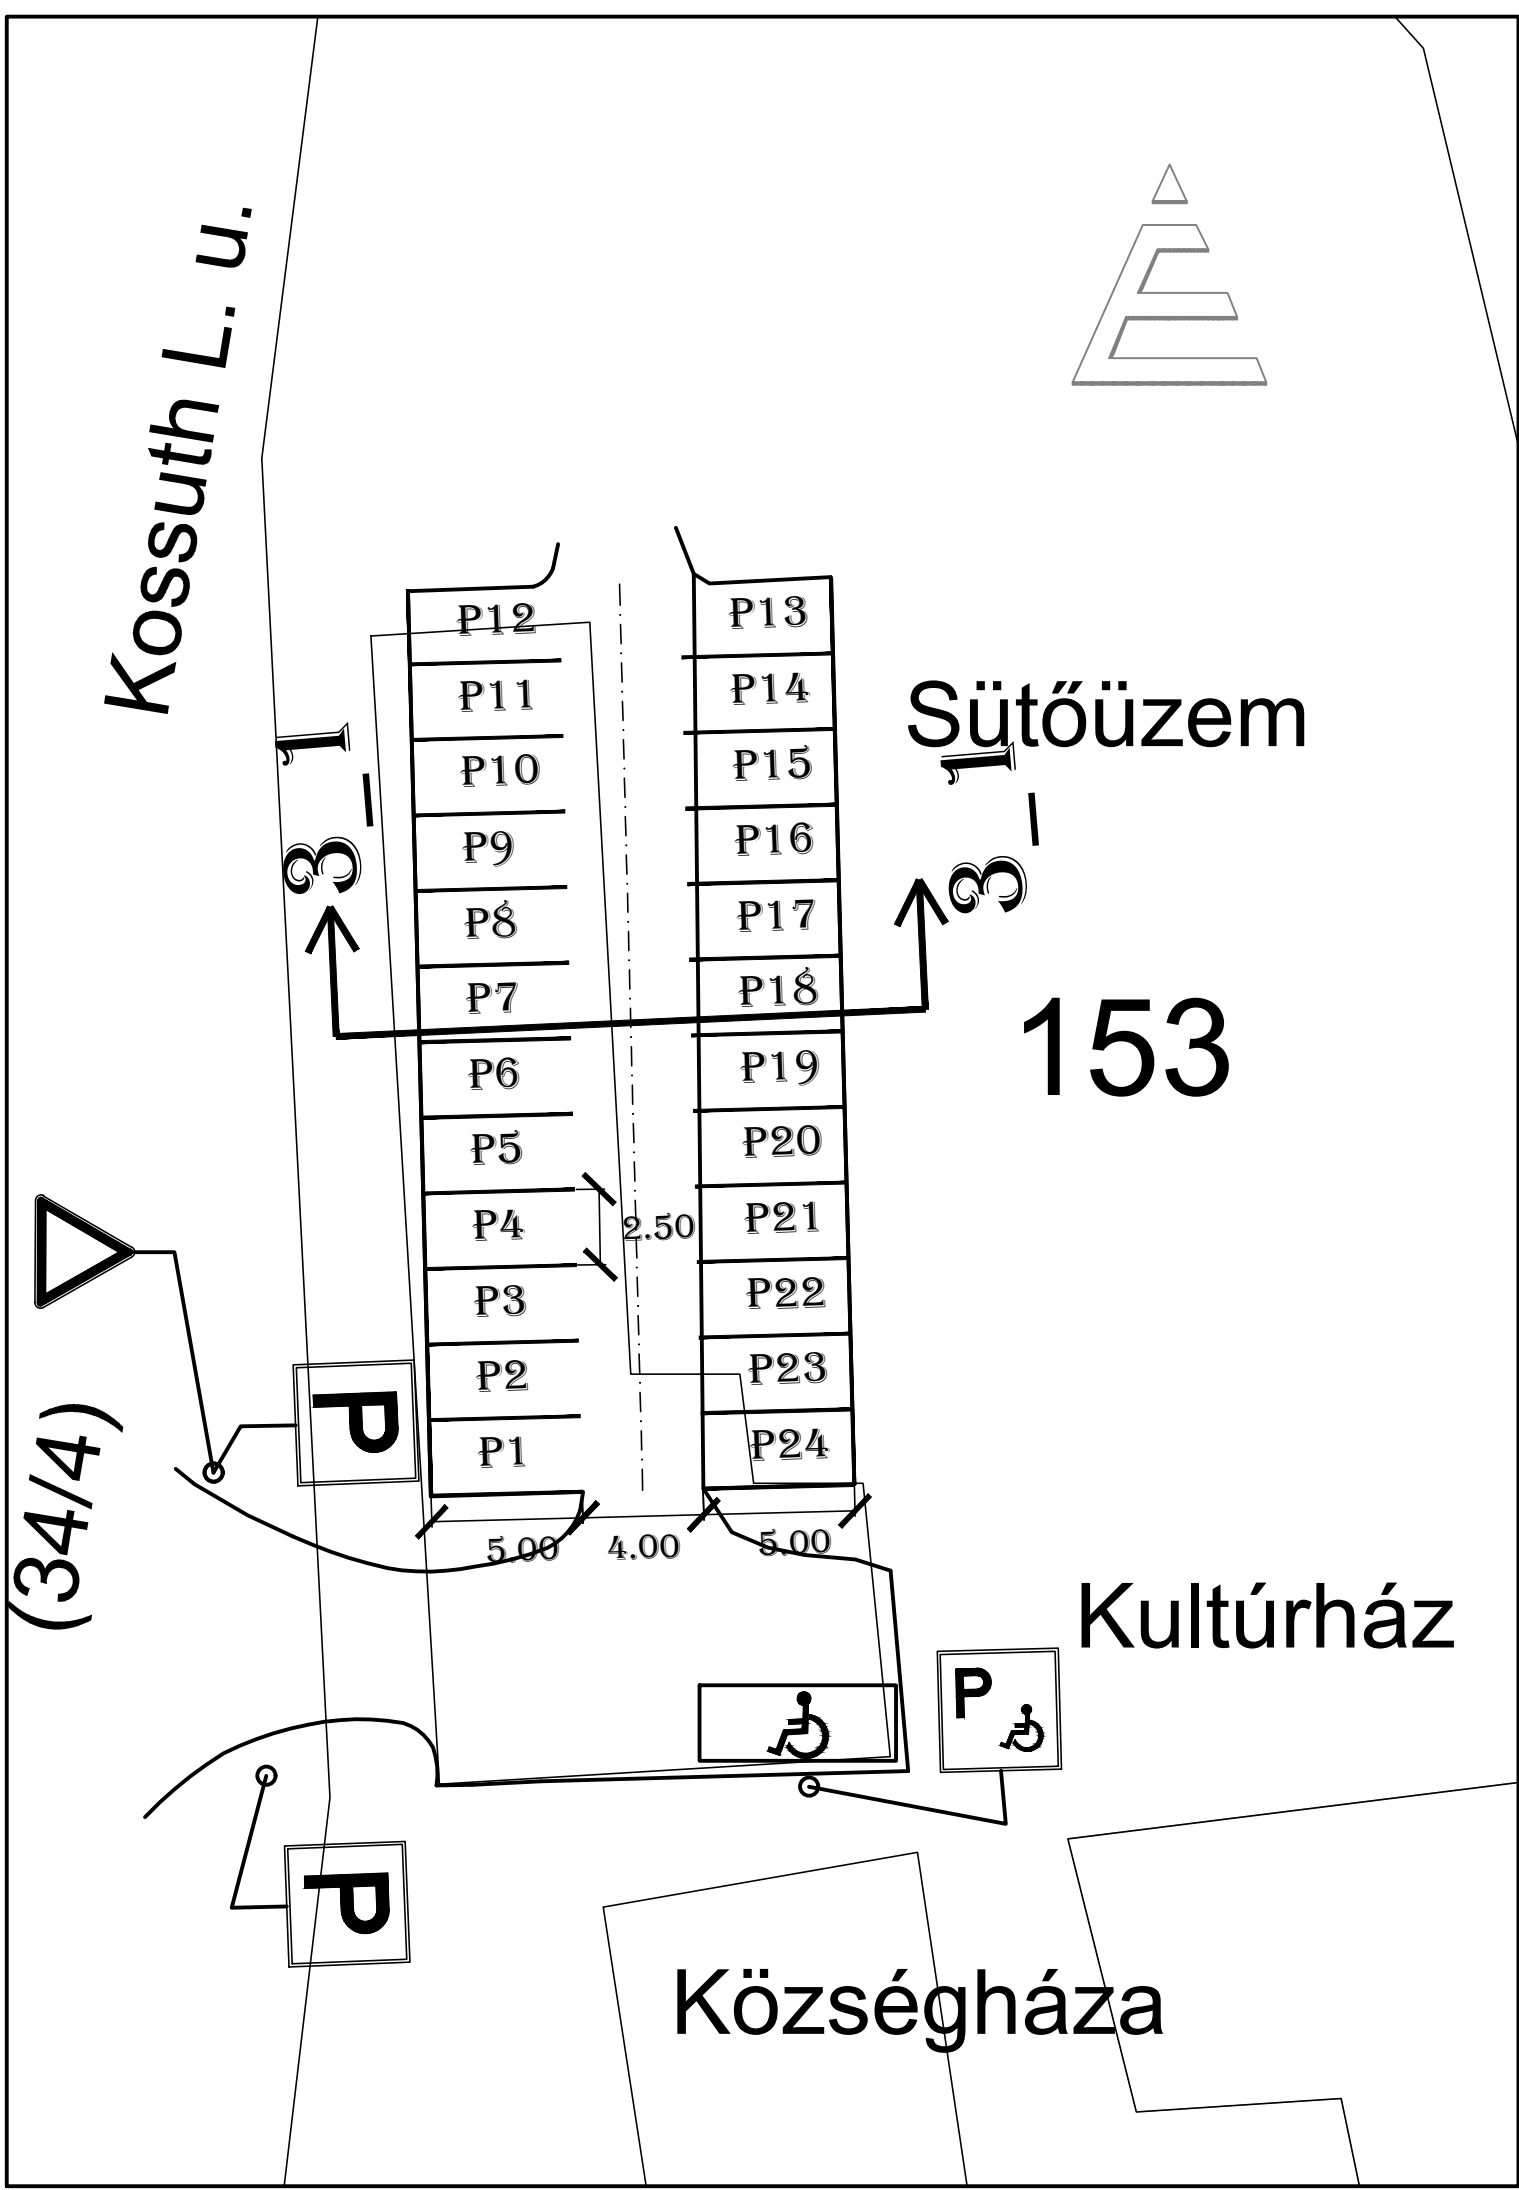 Kossuth L. u.
P12
P13
P11
P14
Sütőüzem
P10
P15
3 - 1
3 - 1
P9
P16
P8
P17
P7
P18
153
P6
P19
P5
P20
P4
2.50
P21
P3
P22
P2
P23
P
P1
P24
(34/4)
5.00
4.00
5.00
Kultúrház
P
P
Községháza